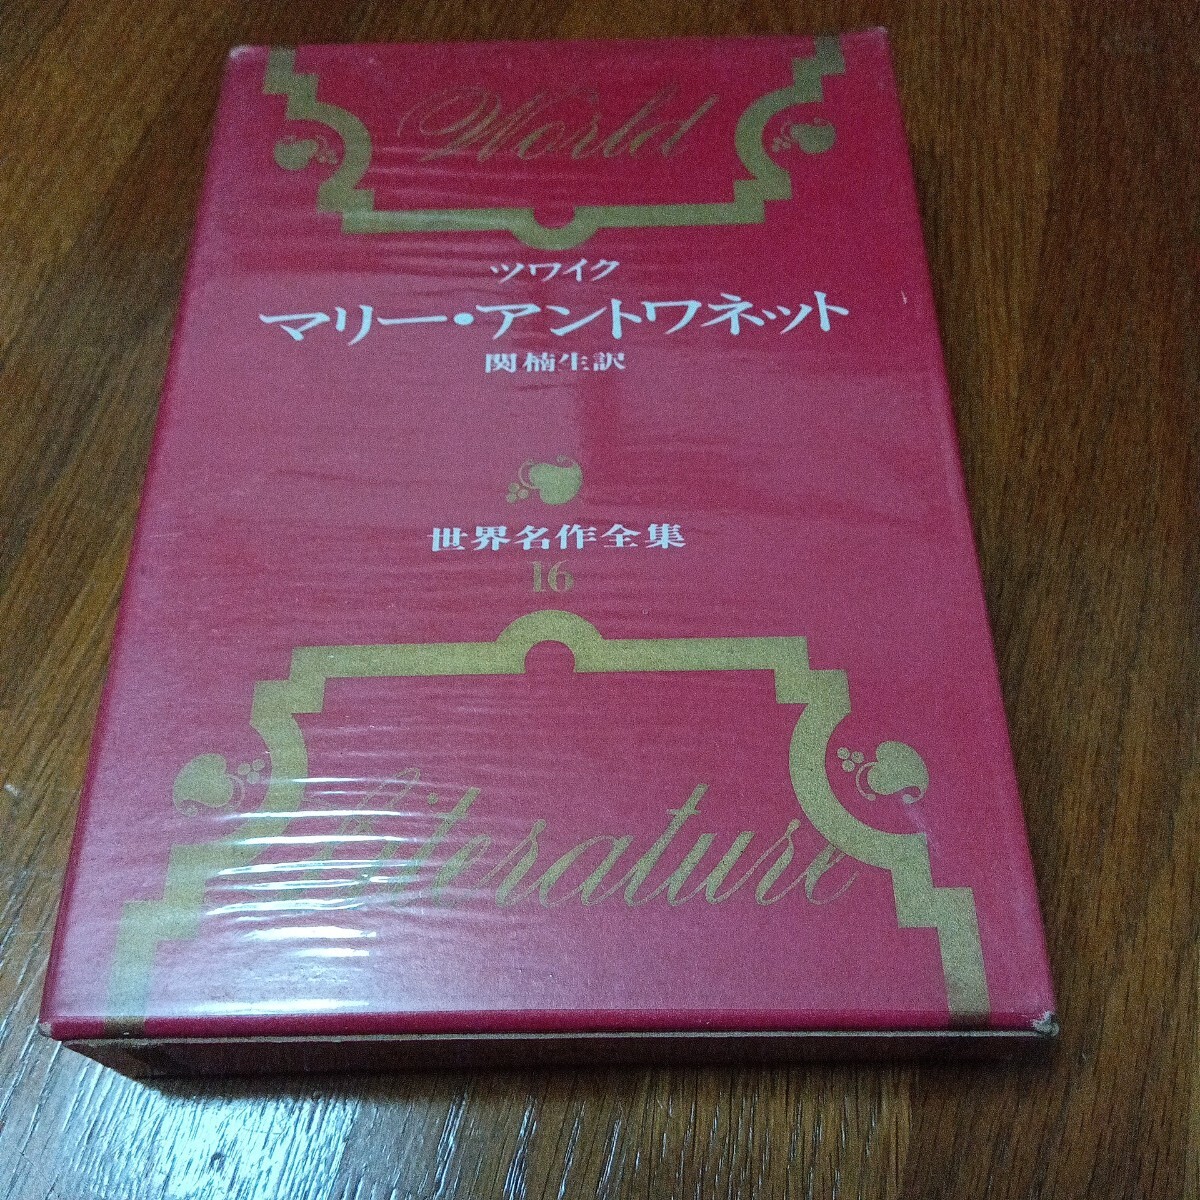 World
ツワイク
マリー・アントワネット
関楠生訳
世界名作全集
16
Literature